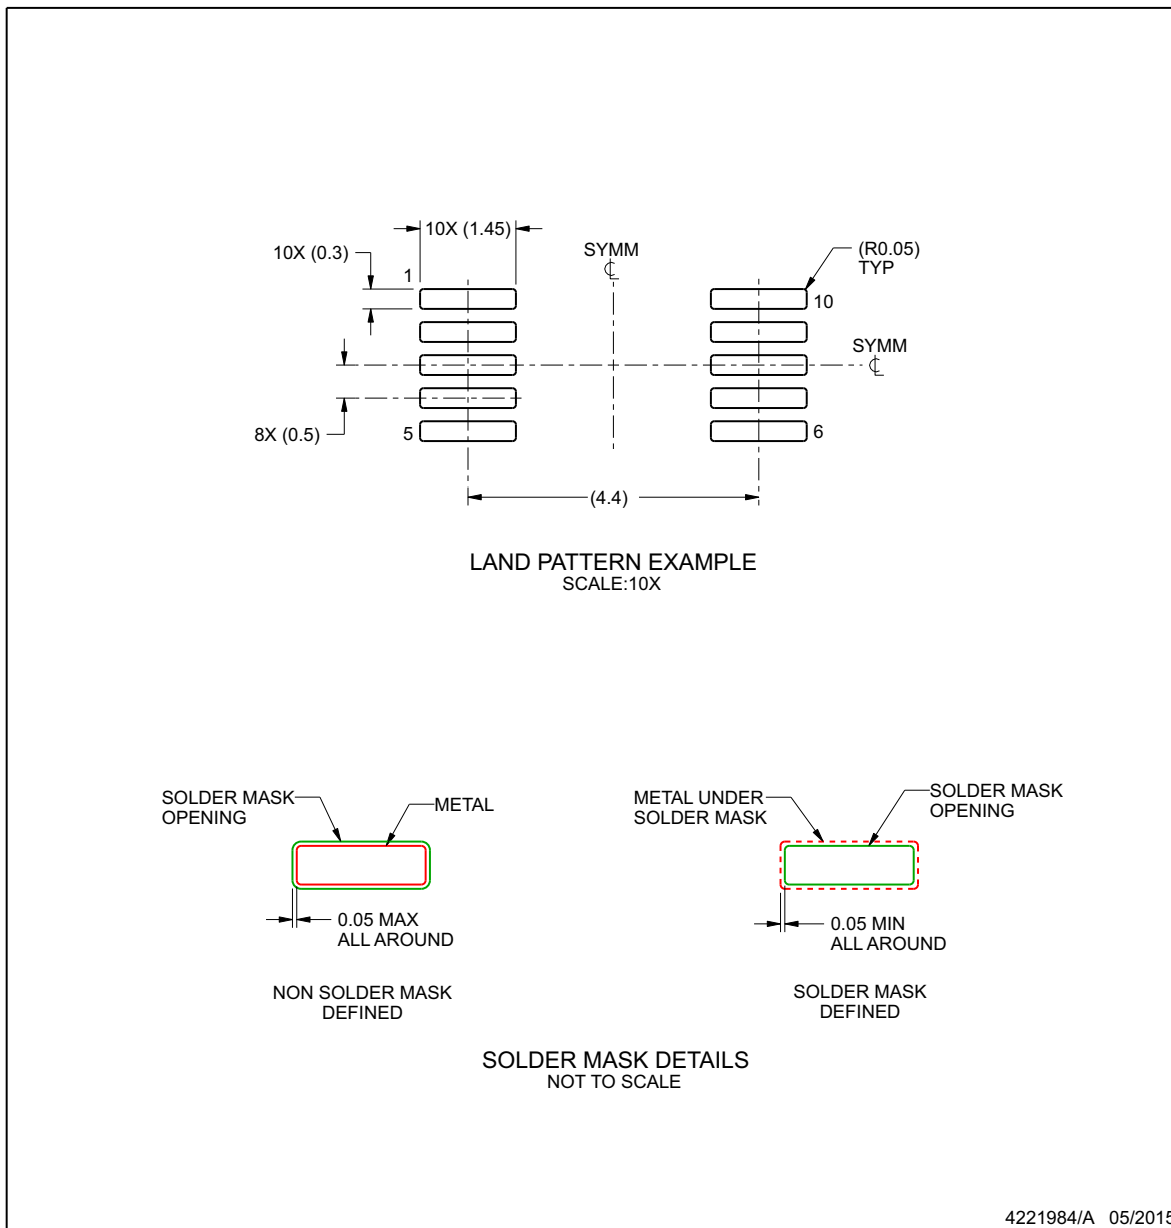 10X (1.45)
SYMM
(R0.05)
TYP
10X (0.3)
1
10
SYMM
8X (0.5)
5
6
(4.4)
LAND PATTERN EXAMPLE
SCALE:10X
SOLDER MASK
OPENING
METAL
METAL UNDER
SOLDER MASK
SOLDER MASK
OPENING
0.05 MAX
ALL AROUND
0.05 MIN
ALL AROUND
NON SOLDER MASK
DEFINED
SOLDER MASK
DEFINED
SOLDER MASK DETAILS
NOT TO SCALE
4221984/A 05/2015